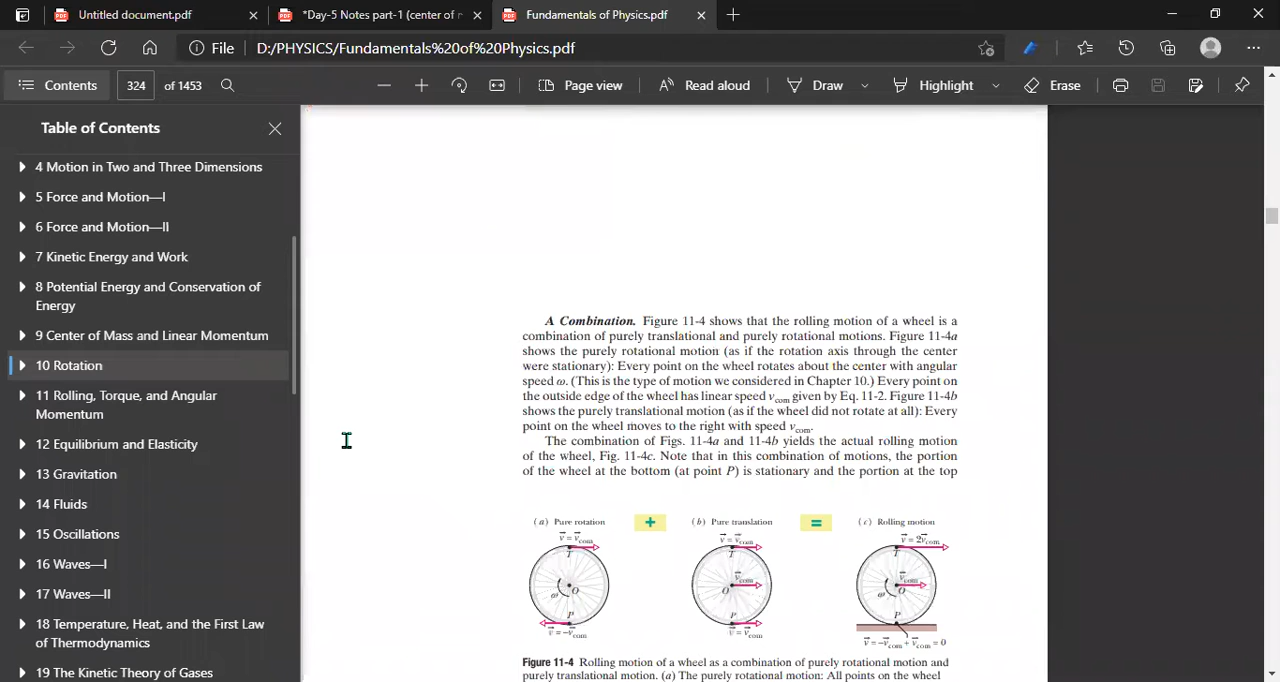 Untitled document.pdf
*Day-5 Notes part-1 (center of r
Fundamentals of Physics.pdf
File
D:/PHYSICS/Fundamentals%20of%20Physics.pdf
Contents
324
of 1453
Page view
Read aloud
Draw
Highlight
Erase
Table of Contents
4 Motion in Two and Three Dimensions
5 Force and Motion—I
6 Force and Motion—II
7 Kinetic Energy and Work
8 Potential Energy and Conservation of
Energy
9 Center of Mass and Linear Momentum
10 Rotation
11 Rolling, Torque, and Angular
Momentum
12 Equilibrium and Elasticity
13 Gravitation
14 Fluids
15 Oscillations
16 Waves—I
17 Waves—II
18 Temperature, Heat, and the First Law
of Thermodynamics
19 The Kinetic Theory of Gases
A Combination. Figure 11-4 shows that the rolling motion of a wheel is a
combination of purely translational and purely rotational motions. Figure 11-4a
shows the purely rotational motion (as if the rotation axis through the center
were stationary): Every point on the wheel rotates about the center with angular
speed ω. (This is the type of motion we considered in Chapter 10.) Every point on
the outside edge of the wheel has linear speed vcom given by Eq. 11-2. Figure 11-4b
shows the purely translational motion (as if the wheel did not rotate at all): Every
point on the wheel moves to the right with speed vcom.
The combination of Figs. 11-4a and 11-4b yields the actual rolling motion
of the wheel, Fig. 11-4c. Note that in this combination of motions, the portion
of the wheel at the bottom (at point P) is stationary and the portion at the top
(a) Pure rotation
+
(b) Pure translation
=
(c) Rolling motion
v⃗ = v⃗com
v⃗ = v⃗com
v⃗ = 2v⃗com
T
T
T
v⃗com
v⃗com
ω
O
O
ω
O
P
P
P
v⃗ = −v⃗com
v⃗ = v⃗com
v⃗ = −v⃗com + v⃗com = 0
Figure 11-4 Rolling motion of a wheel as a combination of purely rotational motion and
purely translational motion. (a) The purely rotational motion: All points on the wheel